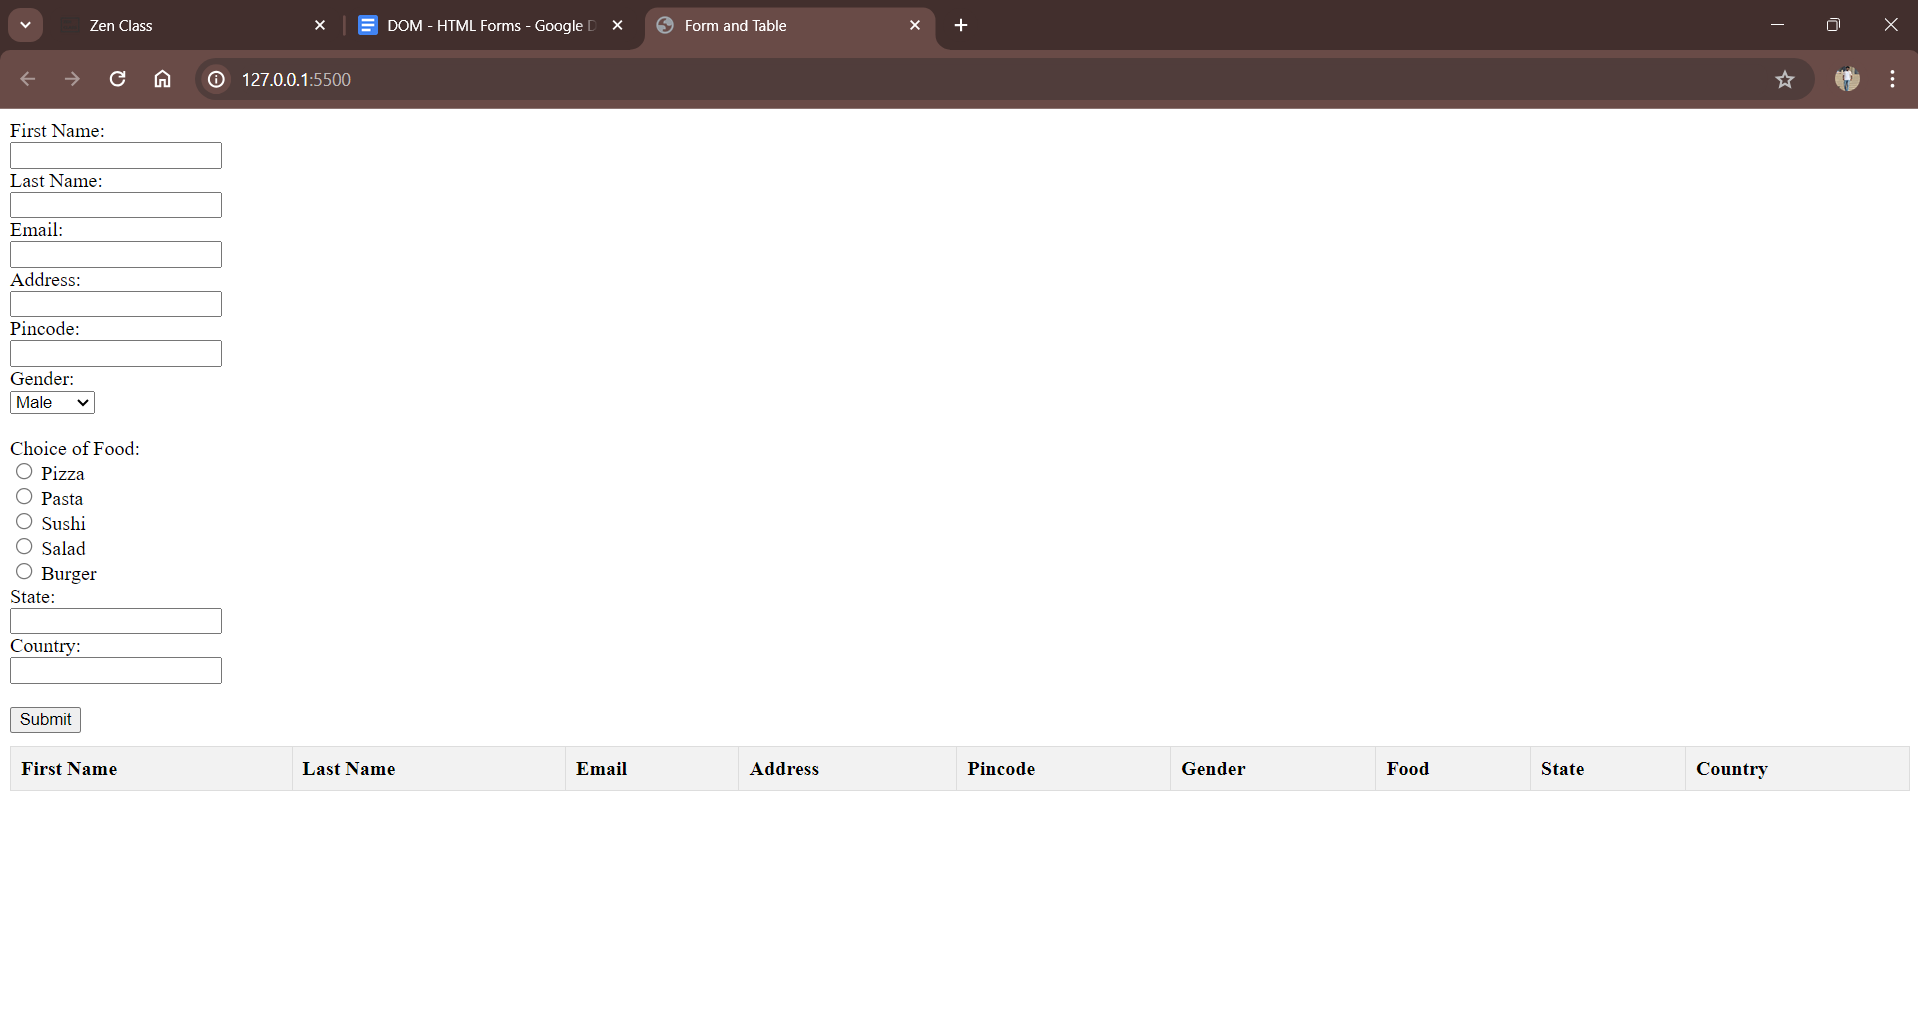 Zen Class
DOM - HTML Forms - Google D
Form and Table
127.0.0.1:5500
First Name:
Last Name:
Email:
Address:
Pincode:
Gender:
Male
Choice of Food:
Pizza
Pasta
Sushi
Salad
Burger
State:
Country:
Submit
First Name Last Name Email Address Pincode Gender Food State Country